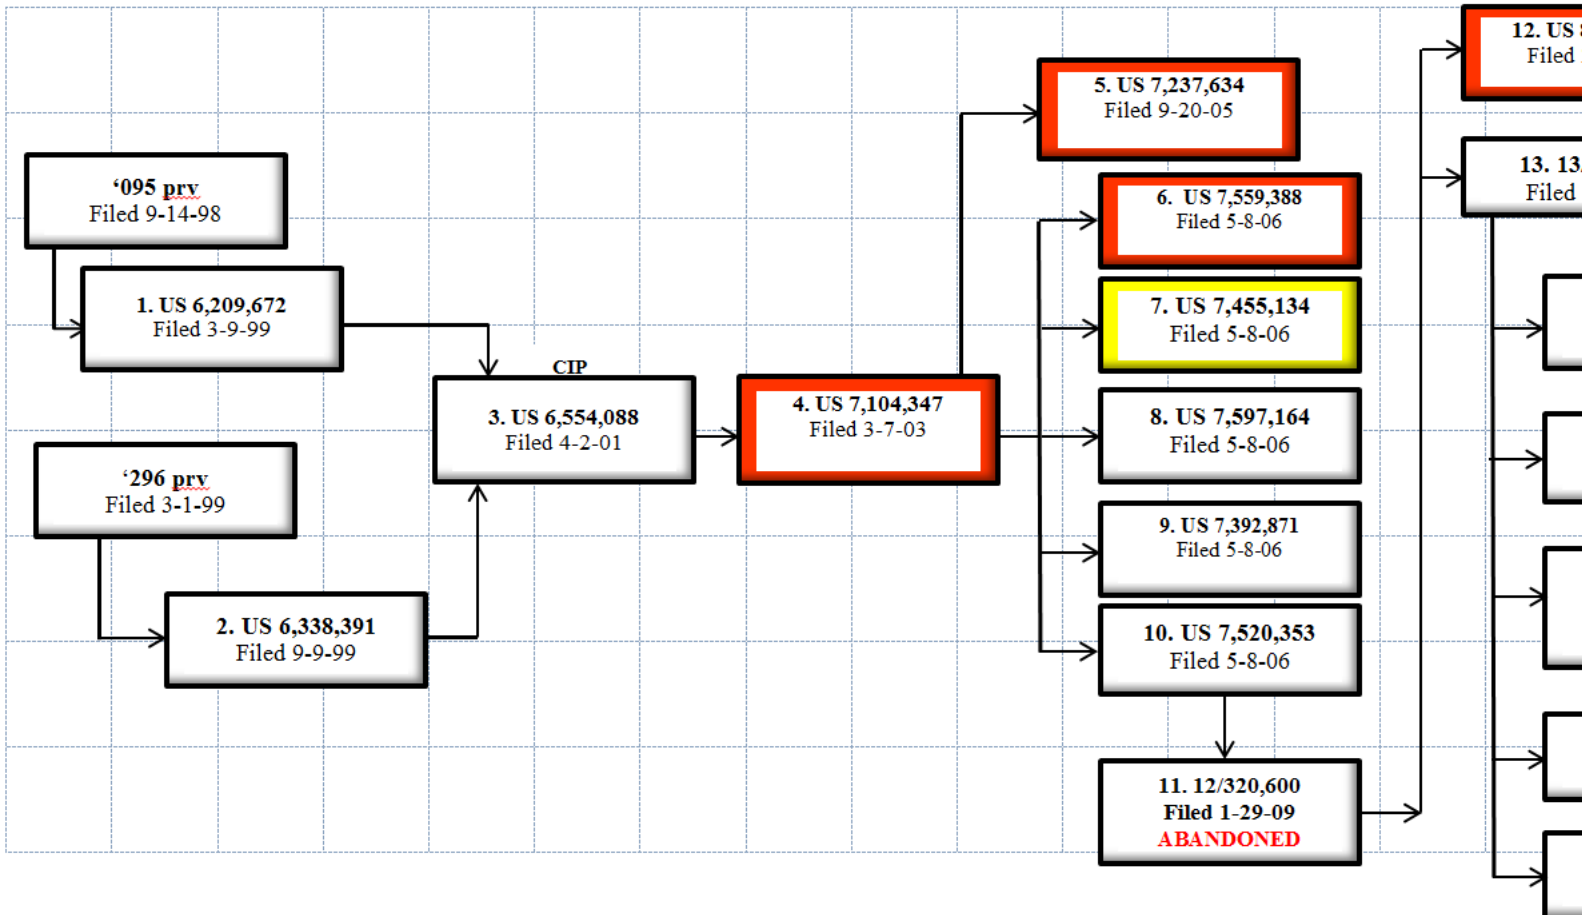 ‘095 prv
Filed 9-14-98
1. US 6,209,672
Filed 3-9-99
‘296 prv
Filed 3-1-99
2. US 6,338,391
Filed 9-9-99
CIP
3. US 6,554,088
Filed 4-2-01
4. US 7,104,347
Filed 3-7-03
5. US 7,237,634
Filed 9-20-05
6. US 7,559,388
Filed 5-8-06
7. US 7,455,134
Filed 5-8-06
8. US 7,597,164
Filed 5-8-06
9. US 7,392,871
Filed 5-8-06
10. US 7,520,353
Filed 5-8-06
11. 12/320,600
Filed 1-29-09
ABANDONED
12. US
Filed
13. 13
Filed